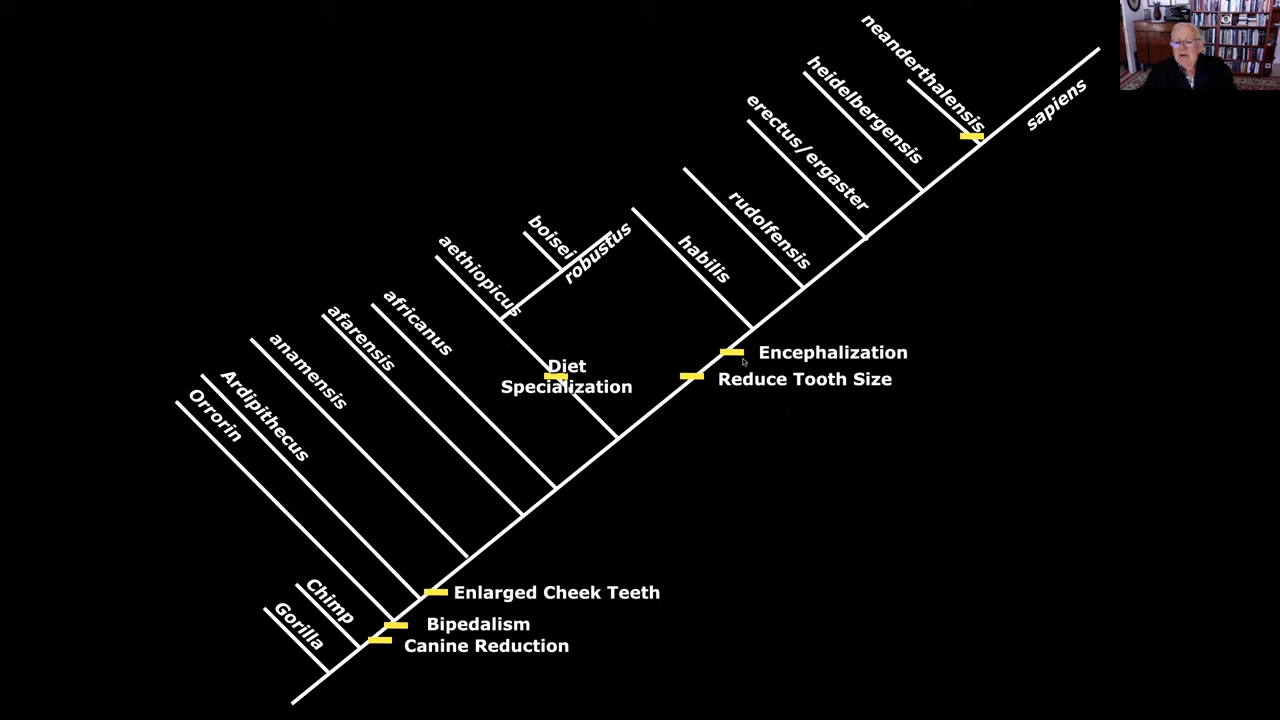 neanderthalensis
heidelbergensis
sapiens
erectus/ergaster
rudolfensis
boisei
robustus
habilis
aethiopicus
africanus
afarensis
anamensis
Encephalization
Diet
Specialization
Reduce Tooth Size
Ardipithecus
Orrorin
Enlarged Cheek Teeth
Chimp
Gorilla
Bipedalism
Canine Reduction